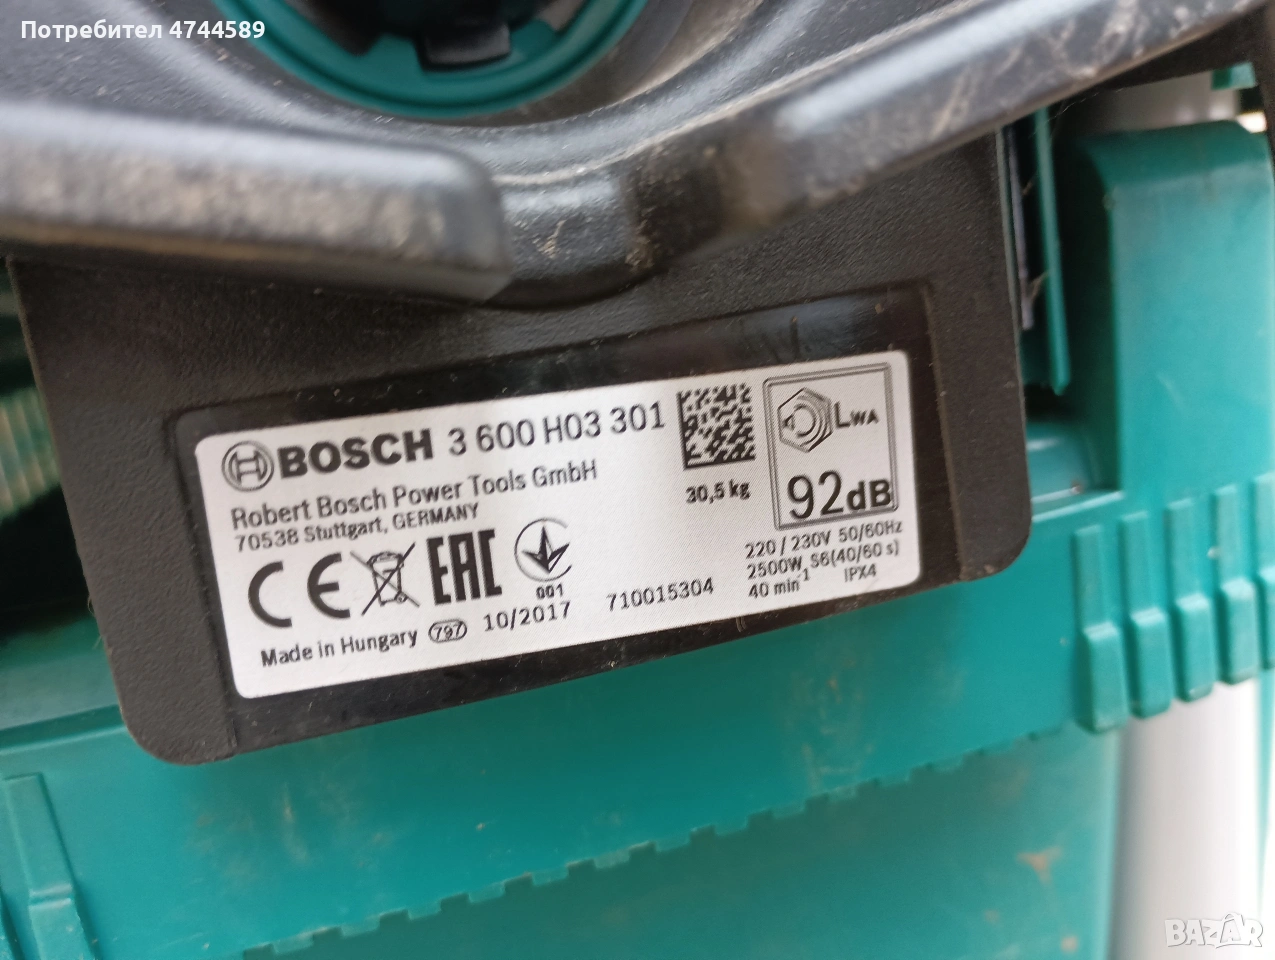 Потребител 4744589
BOSCH 3 600 H03 301
Robert Bosch Power Tools GmbH
70538 Stuttgart, GERMANY
30,5 kg
LWA
92dB
CE EAC
001
220 / 230V 50/60Hz
2500W S6(40/60 s)
40 min-1 IPX4
Made in Hungary 797 10/2017 710015304
BAZAR